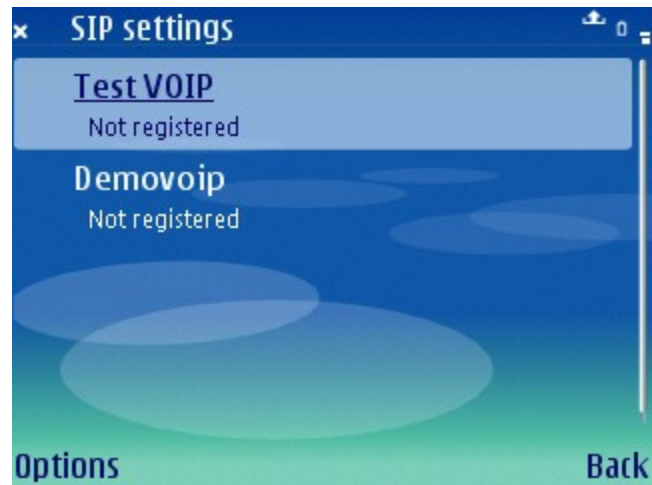 SIP settings
Test VOIP
Not registered
Demovoip
Not registered
Options
Back